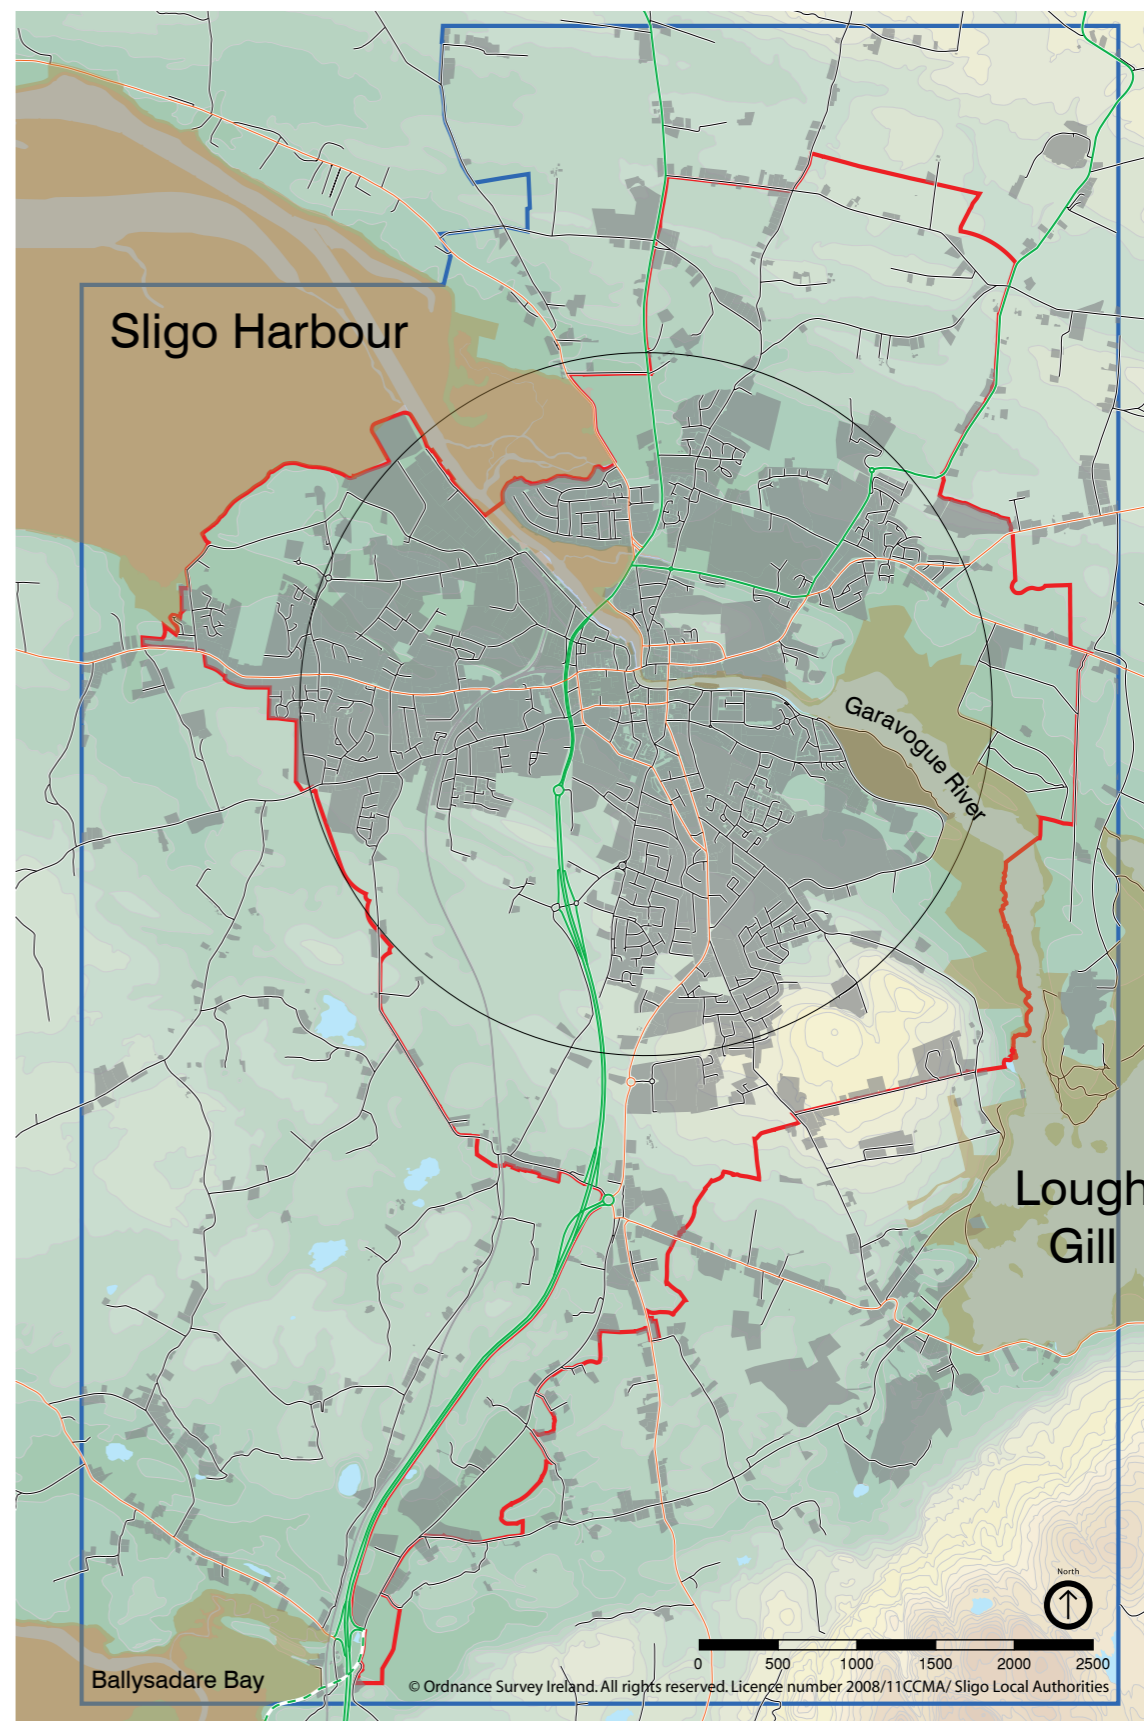 Sligo Harbour
Garavogue River
Lough
Gill
North
0 500 1000 1500 2000 2500
Ballysadare Bay
© Ordnance Survey Ireland. All rights reserved. Licence number 2008/11CCMA/ Sligo Local Authorities